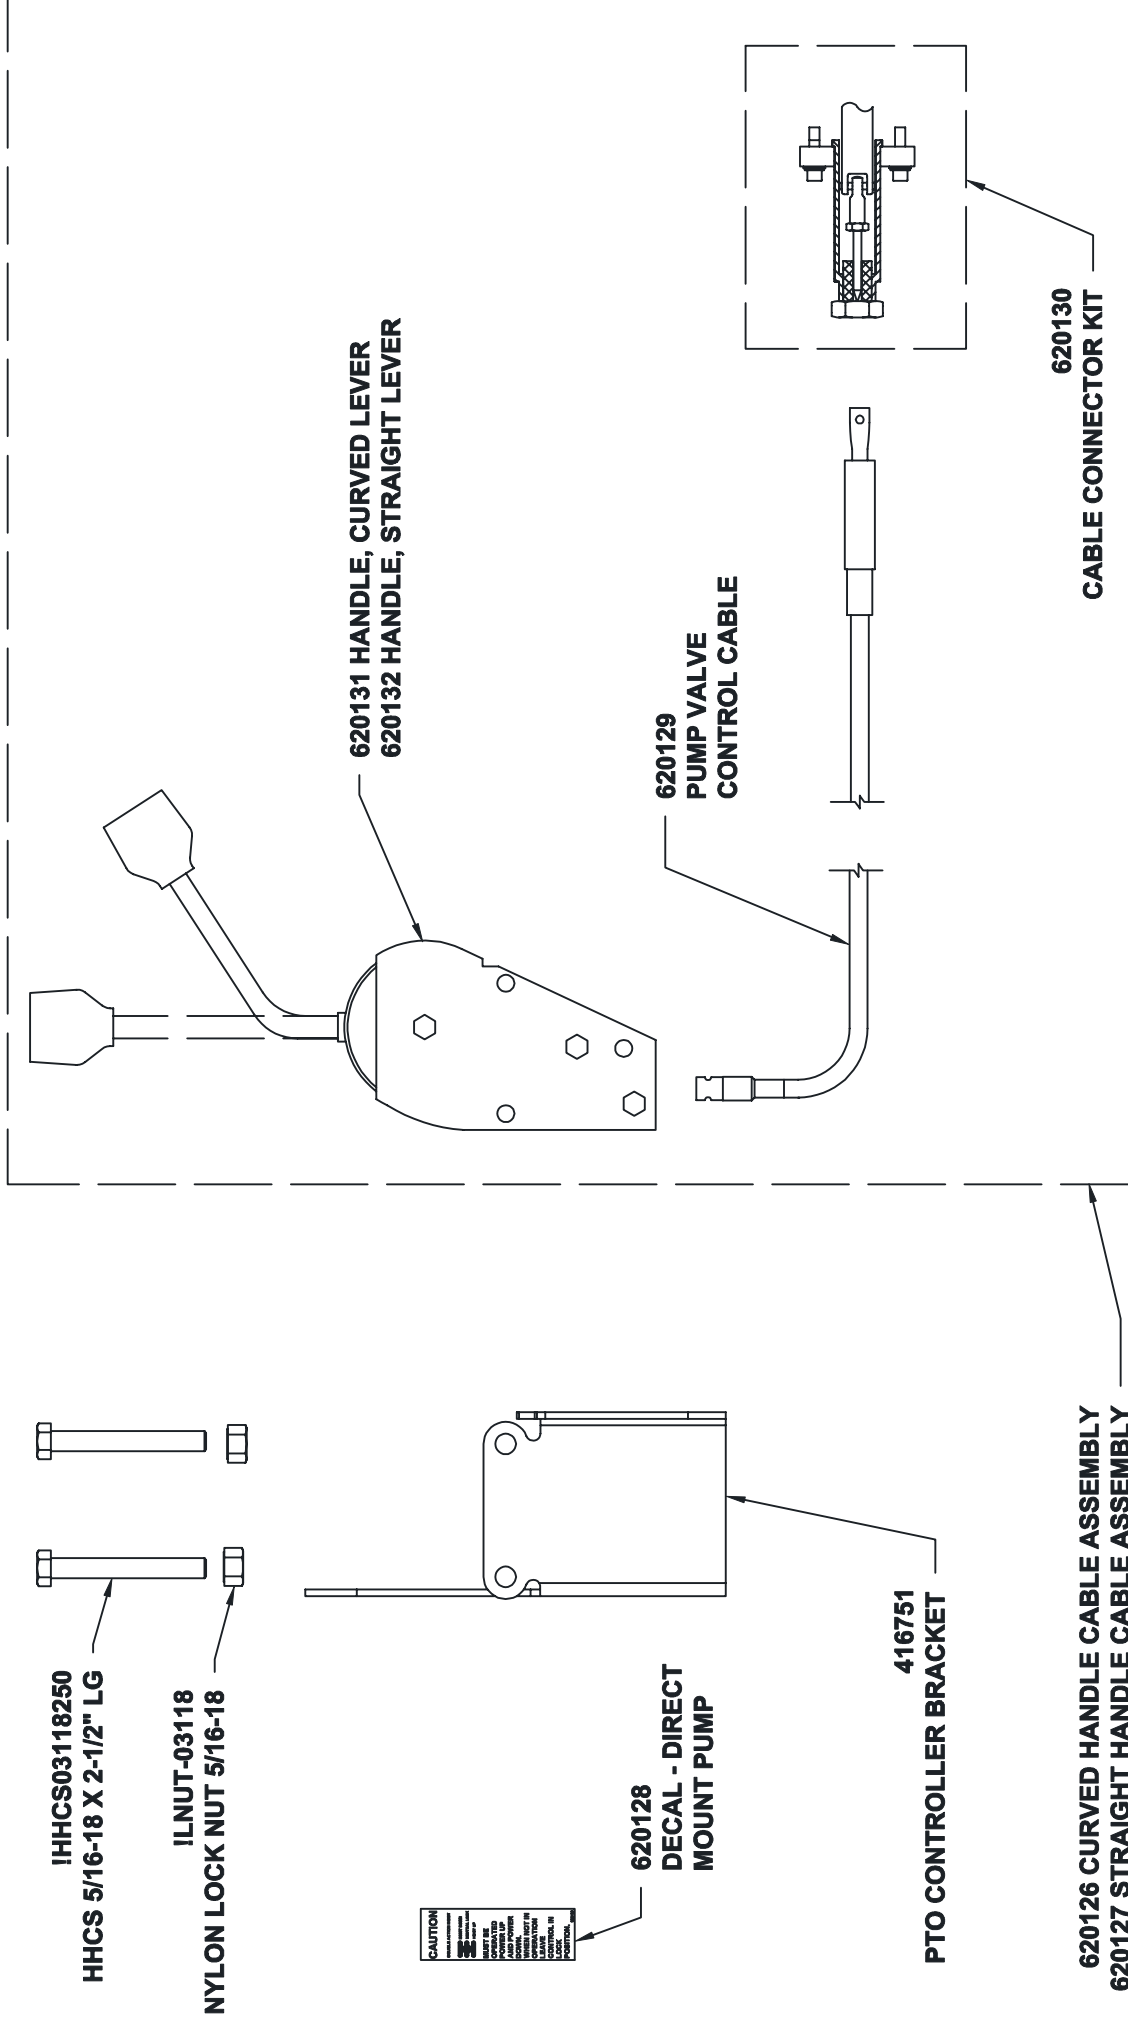 !HHCS03118250
HHCS 5/16-18 X 2-1/2" LG
!LNUT-03118
NYLON LOCK NUT 5/16-18
620131 HANDLE, CURVED LEVER
620132 HANDLE, STRAIGHT LEVER
CAUTION
MUST BE
OPERATED
POWER UP
AND POWER
DOWN.
WHEN NOT IN
OPERATION
LEAVE
CONTROL IN
LOCK
POSITION.
620128
DECAL - DIRECT
MOUNT PUMP
620129
PUMP VALVE
CONTROL CABLE
416751
PTO CONTROLLER BRACKET
620130
CABLE CONNECTOR KIT
620126 CURVED HANDLE CABLE ASSEMBLY
620127 STRAIGHT HANDLE CABLE ASSEMBLY